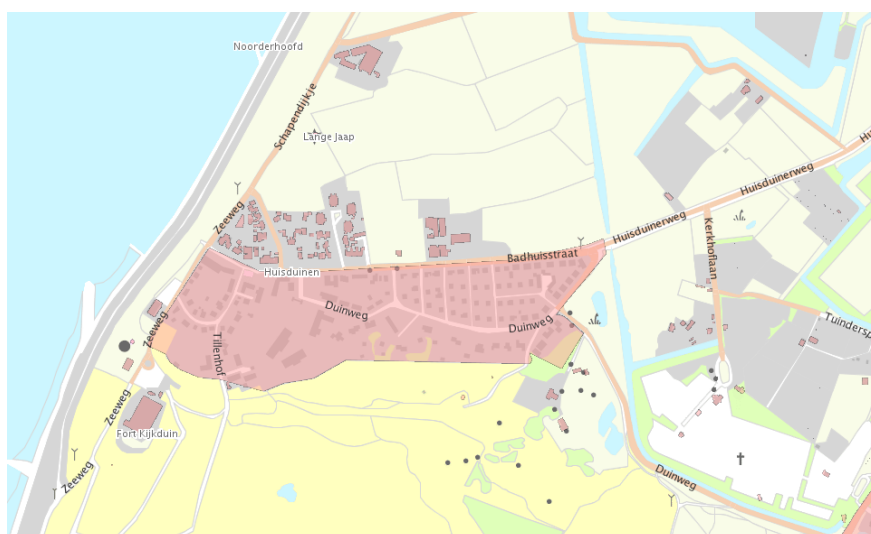 Noorderhoofd
Schapendijkje
Lange Jaap
Zeeweg
Huisduinerweg
Huisduinerweg
Hu
Kerkhoflaan
Badhuisstraat
Huisduinen
Duinweg
Duinweg
Zeeweg
Tillenhof
Tuindersp
Zeeweg
Fort Kijkduin
Zeeweg
Duinweg